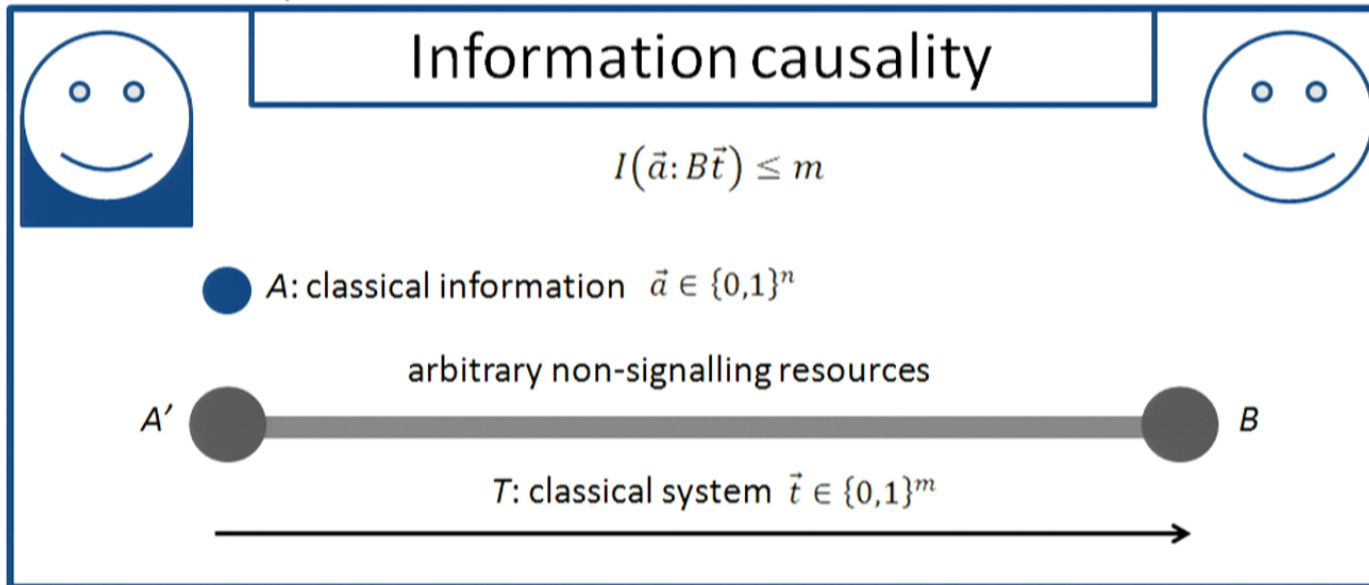 Information causality
I(a⃗: Bt⃗) ≤ m
A: classical information a⃗ ∈ {0,1}ⁿ
arbitrary non-signalling resources
A′ B
T: classical system t⃗ ∈ {0,1}ᵐ